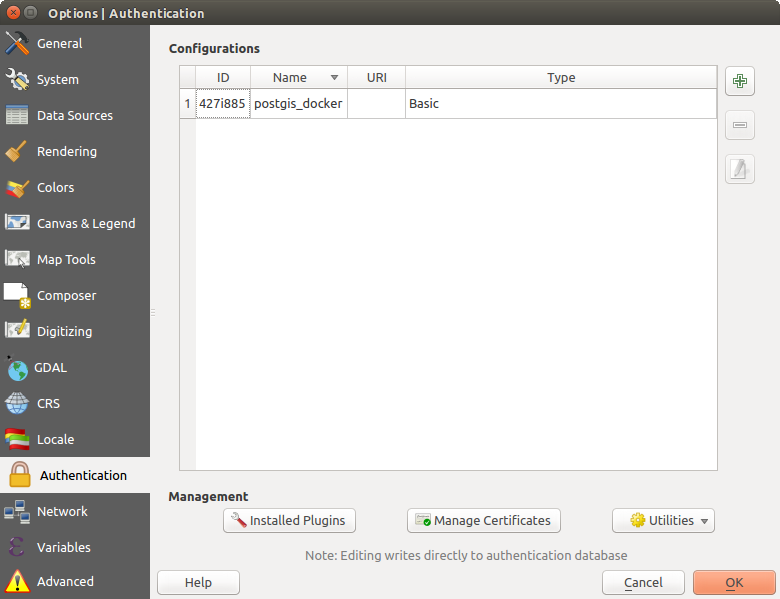 Options | Authentication
General
System
Data Sources
Rendering
Colors
Canvas & Legend
Map Tools
Composer
Digitizing
GDAL
CRS
Locale
Authentication
Network
Variables
Advanced
Configurations
ID Name URI Type
1 427i885 postgis_docker Basic
Management
Installed Plugins Manage Certificates Utilities
Note: Editing writes directly to authentication database
Help Cancel OK